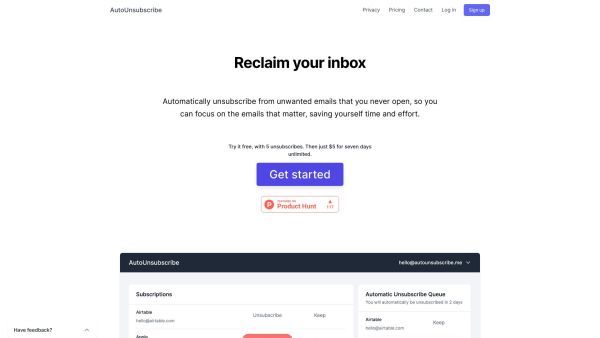 AutoUnsubscribe
Privacy Pricing Contact Log in Sign up
Reclaim your inbox
Automatically unsubscribe from unwanted emails that you never open, so you
can focus on the emails that matter, saving yourself time and effort.
Try it free, with 5 unsubscribes. Then just $5 for seven days
unlimited.
Get started
FEATURED ON
Product Hunt
AutoUnsubscribe
hello@autounsubscribe.me
Subscriptions
Airtable
hello@airtable.com
Unsubscribe Keep
Apple
Automatic Unsubscribe Queue
You will automatically be unsubscribed in 2 days
Airtable
hello@airtable.com
Keep
Have feedback?